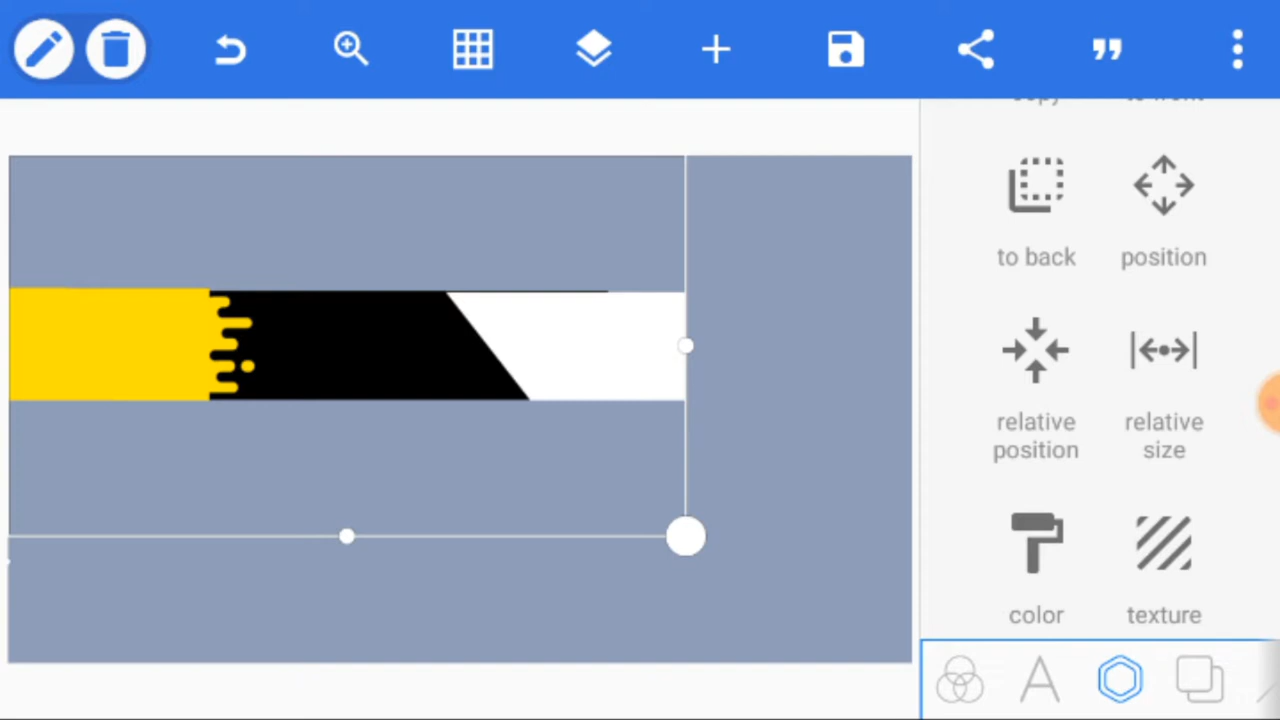 to back
position
relative
position
relative
size
color
texture